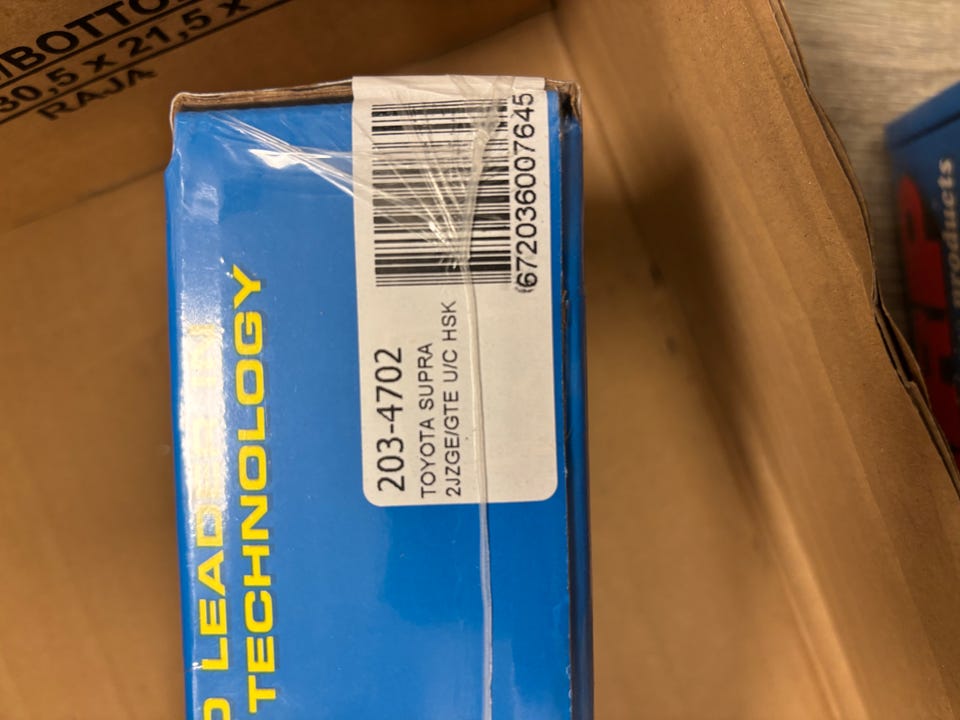 BOTTO
30,5 x 21,5 x
RAJA
672036007645
203-4702
TOYOTA SUPRA
2JZGE/GTE U/C HSK
LEADER IN
TECHNOLOGY
Products